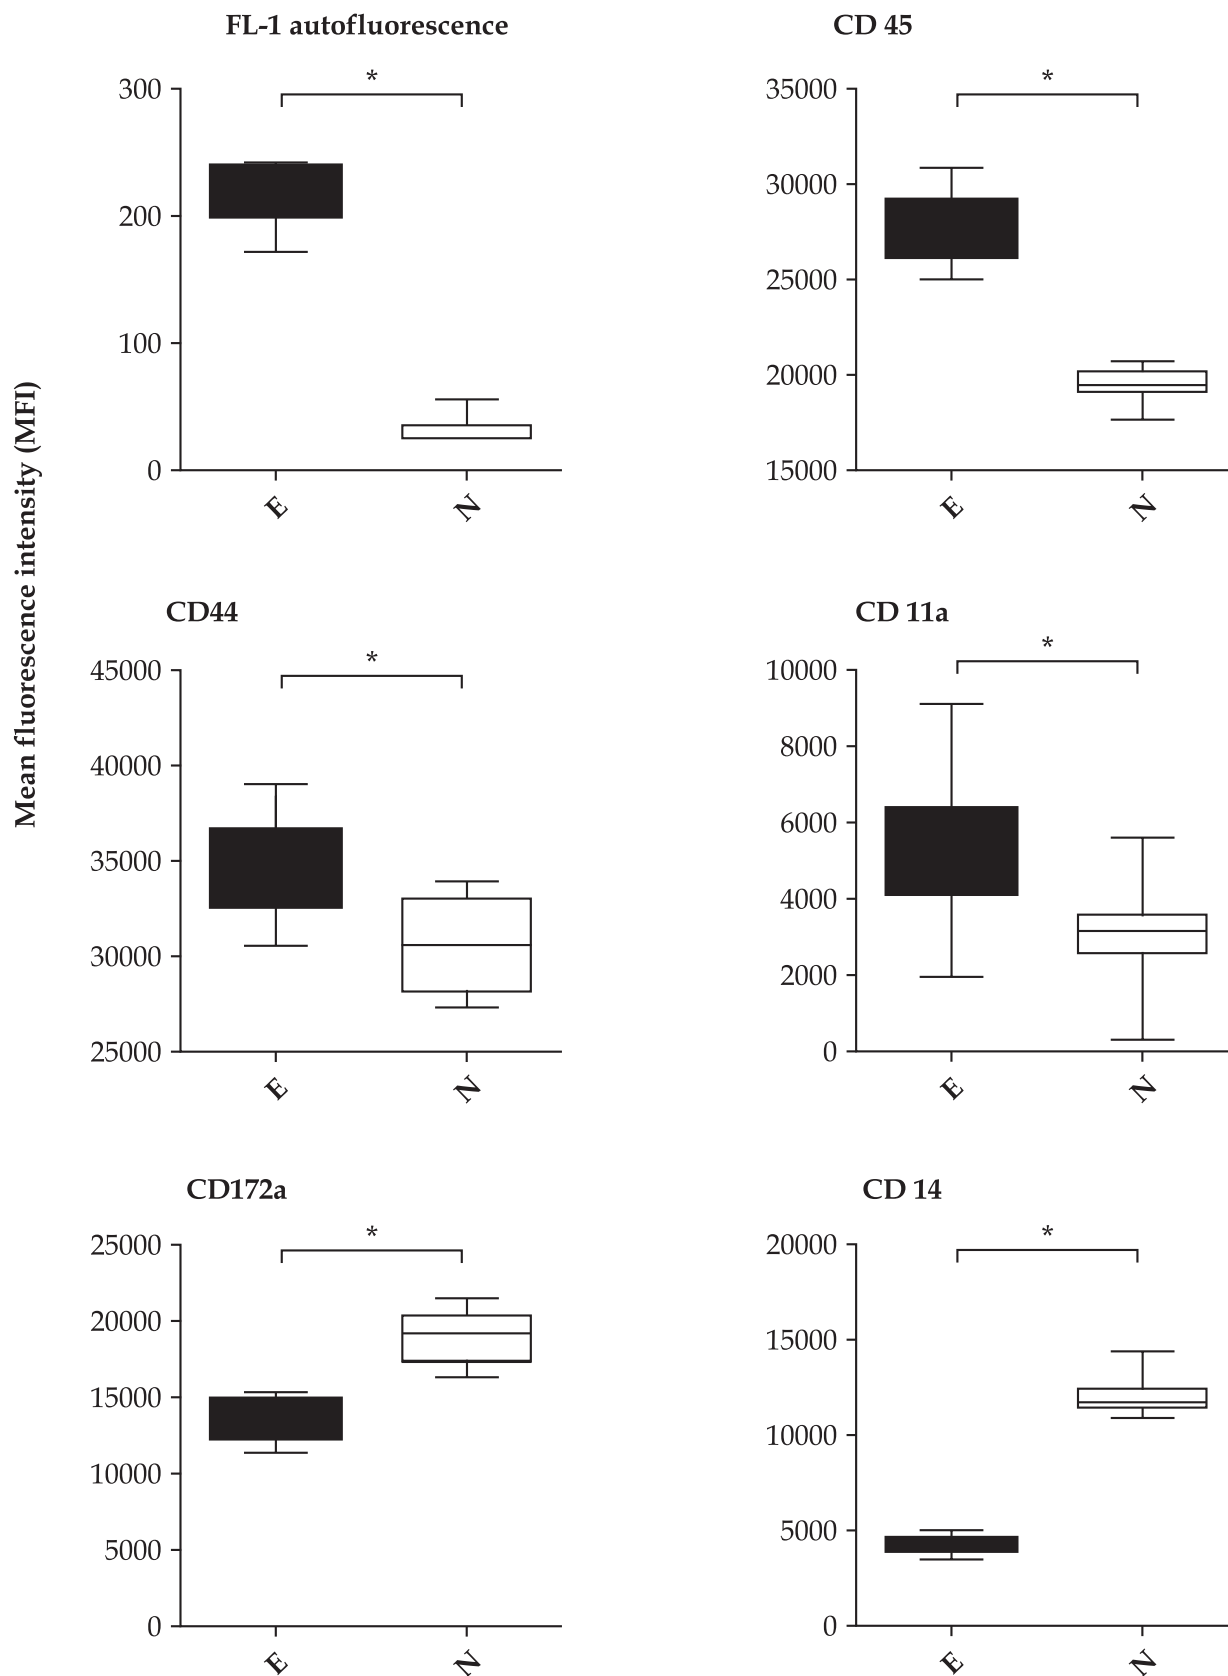 FL-1 autofluorescence
CD 45
*
*
300
200
100
0
35000
30000
25000
20000
15000
E
N
E
N
Mean fluorescence intensity (MFI)
CD44
CD 11a
*
*
45000
40000
35000
30000
25000
10000
8000
6000
4000
2000
0
E
N
E
N
CD172a
CD 14
*
*
25000
20000
15000
10000
5000
0
20000
15000
10000
5000
0
E
N
E
N